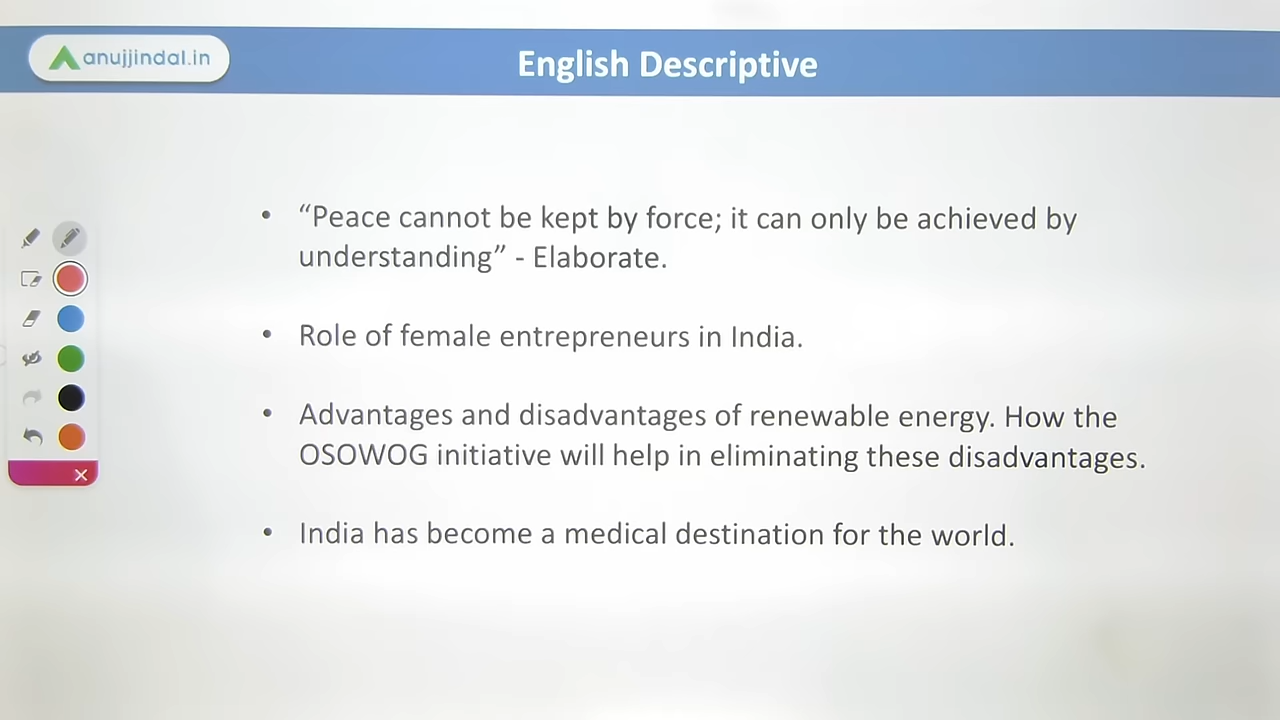 anujjindal.in
English Descriptive
• “Peace cannot be kept by force; it can only be achieved by
understanding” - Elaborate.
• Role of female entrepreneurs in India.
• Advantages and disadvantages of renewable energy. How the
OSOWOG initiative will help in eliminating these disadvantages.
• India has become a medical destination for the world.